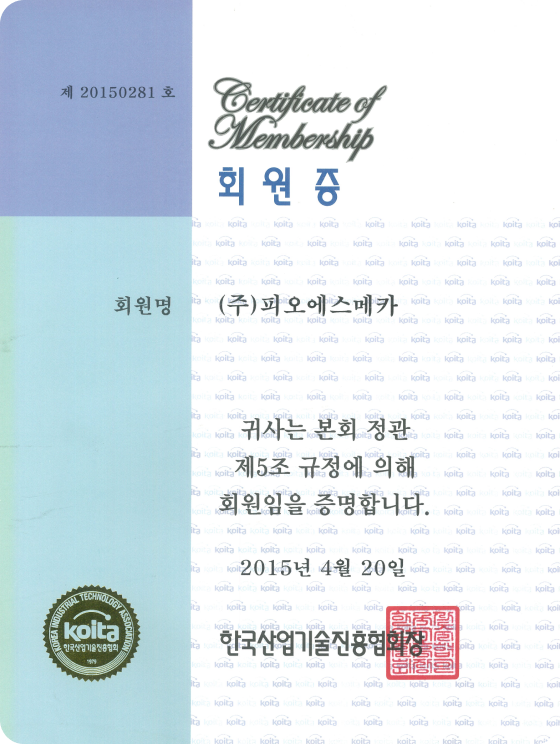 제 20150281 호
Certificate of
Membership
회원증
회원명
(주)피오에스메카
귀사는 본회 정관
제5조 규정에 의해
회원임을 증명합니다.
2015년 4월 20일
한국산업기술진흥협회장
KOREA INDUSTRIAL TECHNOLOGY ASSOCIATION
koita
한국산업기술진흥협회
1979